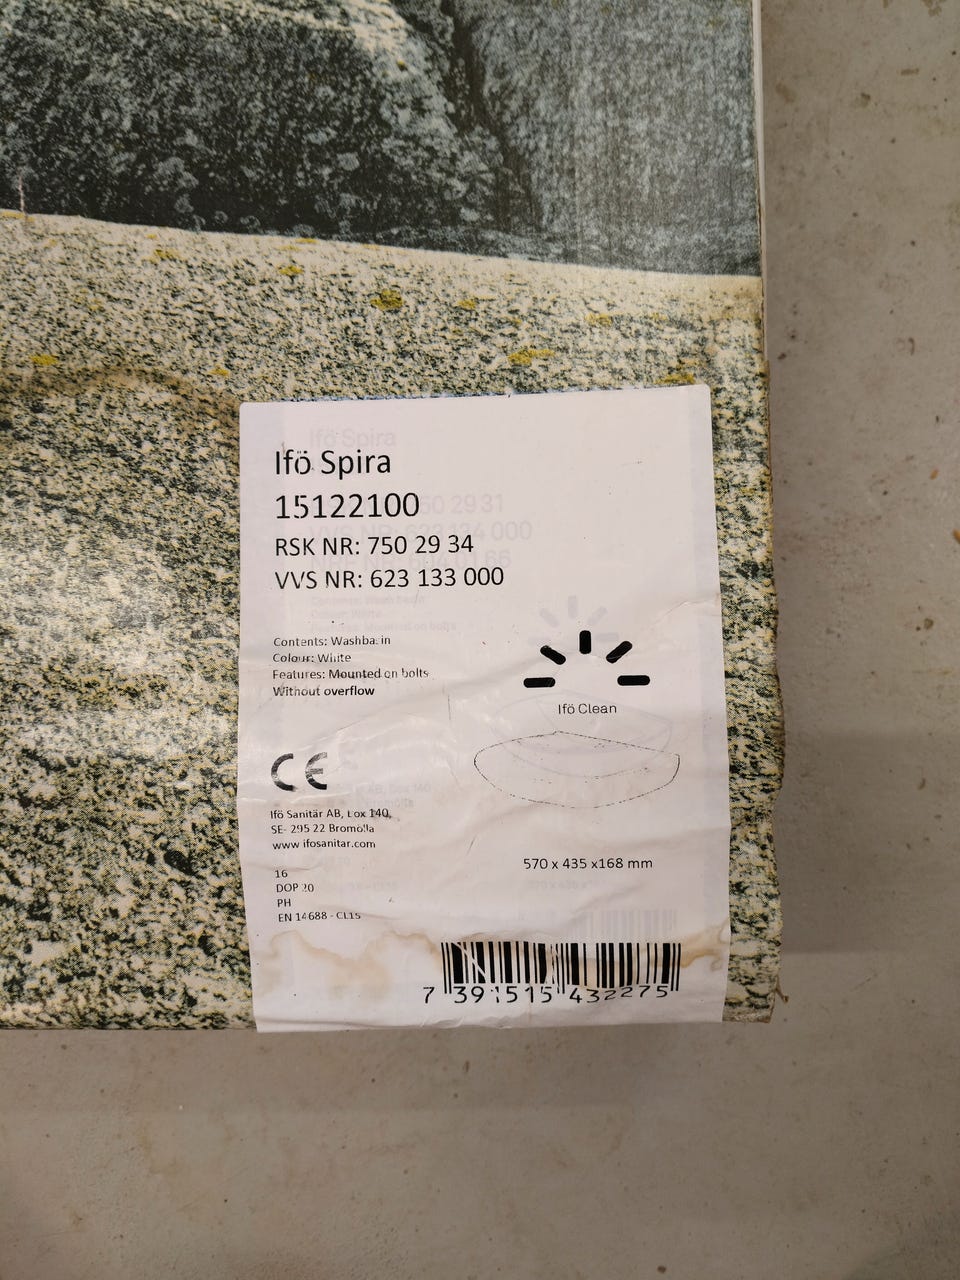 Ifö Spira
15122100
RSK NR: 750 29 34
VVS NR: 623 133 000
Contents: Washbasin
Colour: White
Features: Mounted on bolts
Without overflow
Ifö Clean
CE
Ifö Sanitär AB, Box 140,
SE- 295 22 Bromölla
www.ifosanitar.com
570 x 435 x168 mm
16
DOP 20
PH
EN 14688 - CL15
7 391515 432275